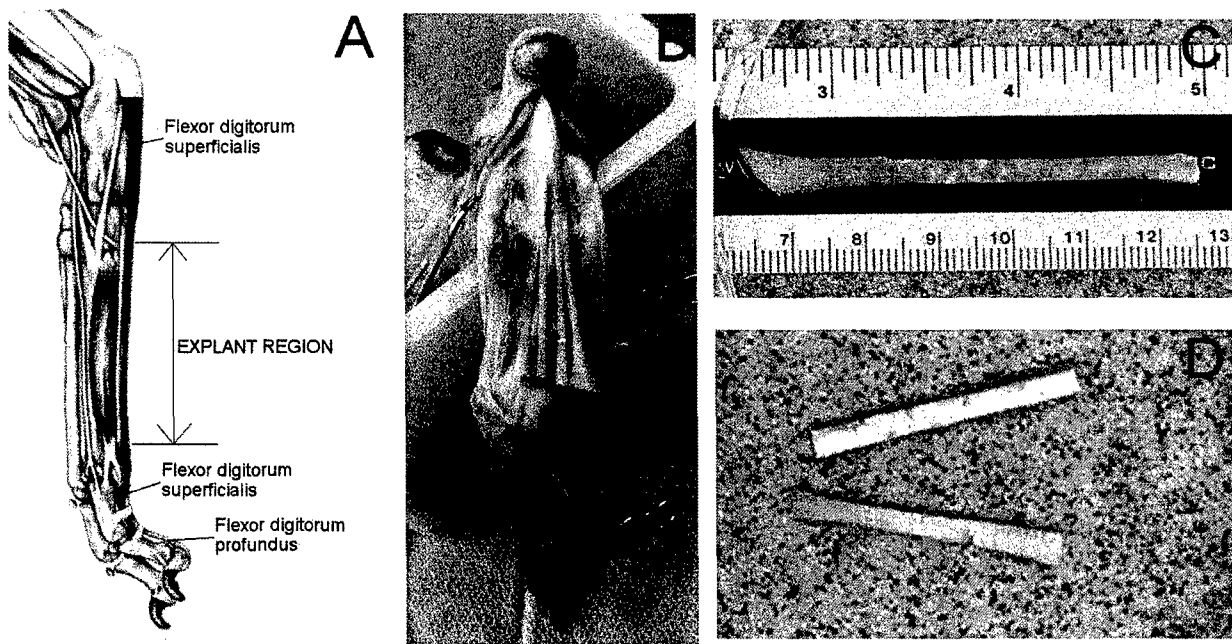 A
Flexor digitorum
superficialis
EXPLANT REGION
Flexor digitorum
superficialis
Flexor digitorum
profundus
B
C
3 4 5
7 8 9 10 11 12 13
D